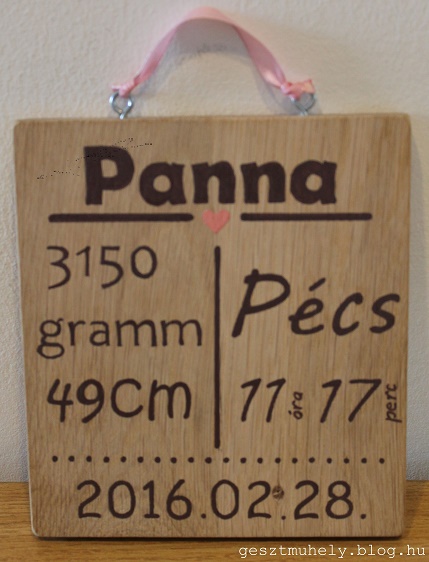 Panna
3150
gramm
49cm
Pécs
11 óra 17 perc
2016.02.28.
gesztmuhely.blog.hu